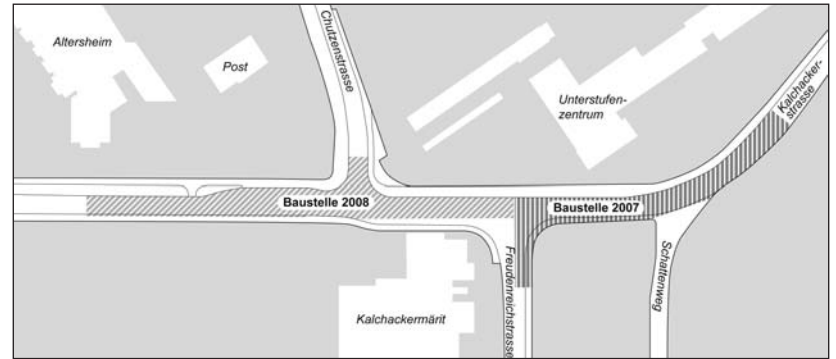 Altersheim
Post
Chutzenstrasse
Unterstufen-
zentrum
Kalchacker-
strasse
Baustelle 2008
Baustelle 2007
Freudenreichstrasse
Schattenweg
Kalchackermärit